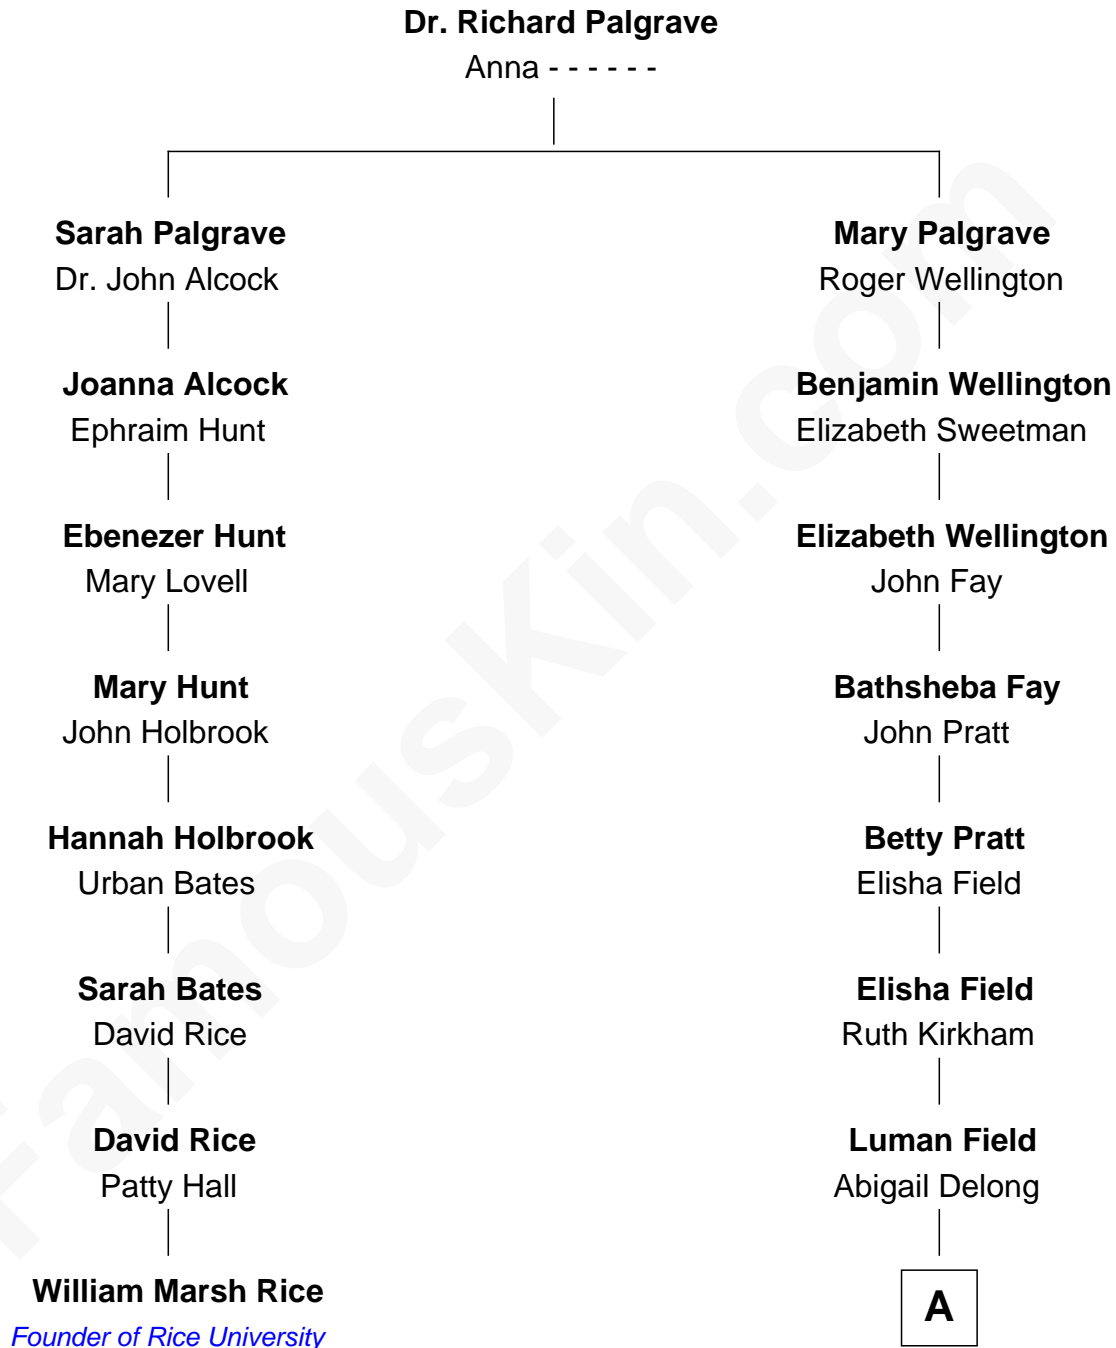 Dr. Richard Palgrave
Anna - - - - - -
Sarah Palgrave
Dr. John Alcock
Mary Palgrave
Roger Wellington
Joanna Alcock
Ephraim Hunt
Benjamin Wellington
Elizabeth Sweetman
Ebenezer Hunt
Mary Lovell
Elizabeth Wellington
John Fay
Mary Hunt
John Holbrook
Bathsheba Fay
John Pratt
Hannah Holbrook
Urban Bates
Betty Pratt
Elisha Field
Sarah Bates
David Rice
Elisha Field
Ruth Kirkham
David Rice
Patty Hall
Luman Field
Abigail Delong
William Marsh Rice
Founder of Rice University
A
FamousKin.com